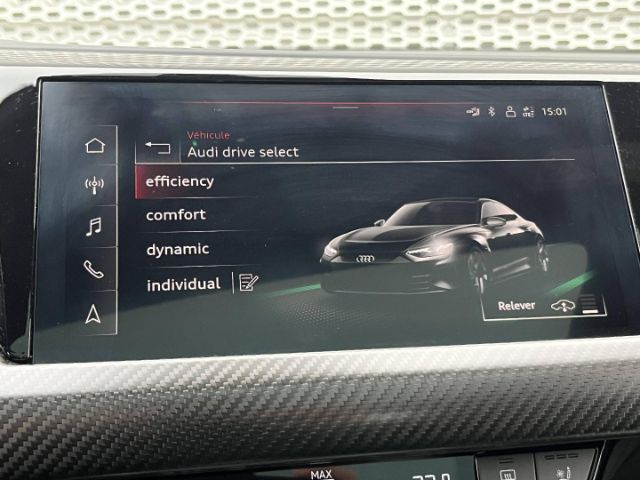 15:01
Véhicule
Audi drive select
efficiency
comfort
dynamic
individual
Relever
MAX